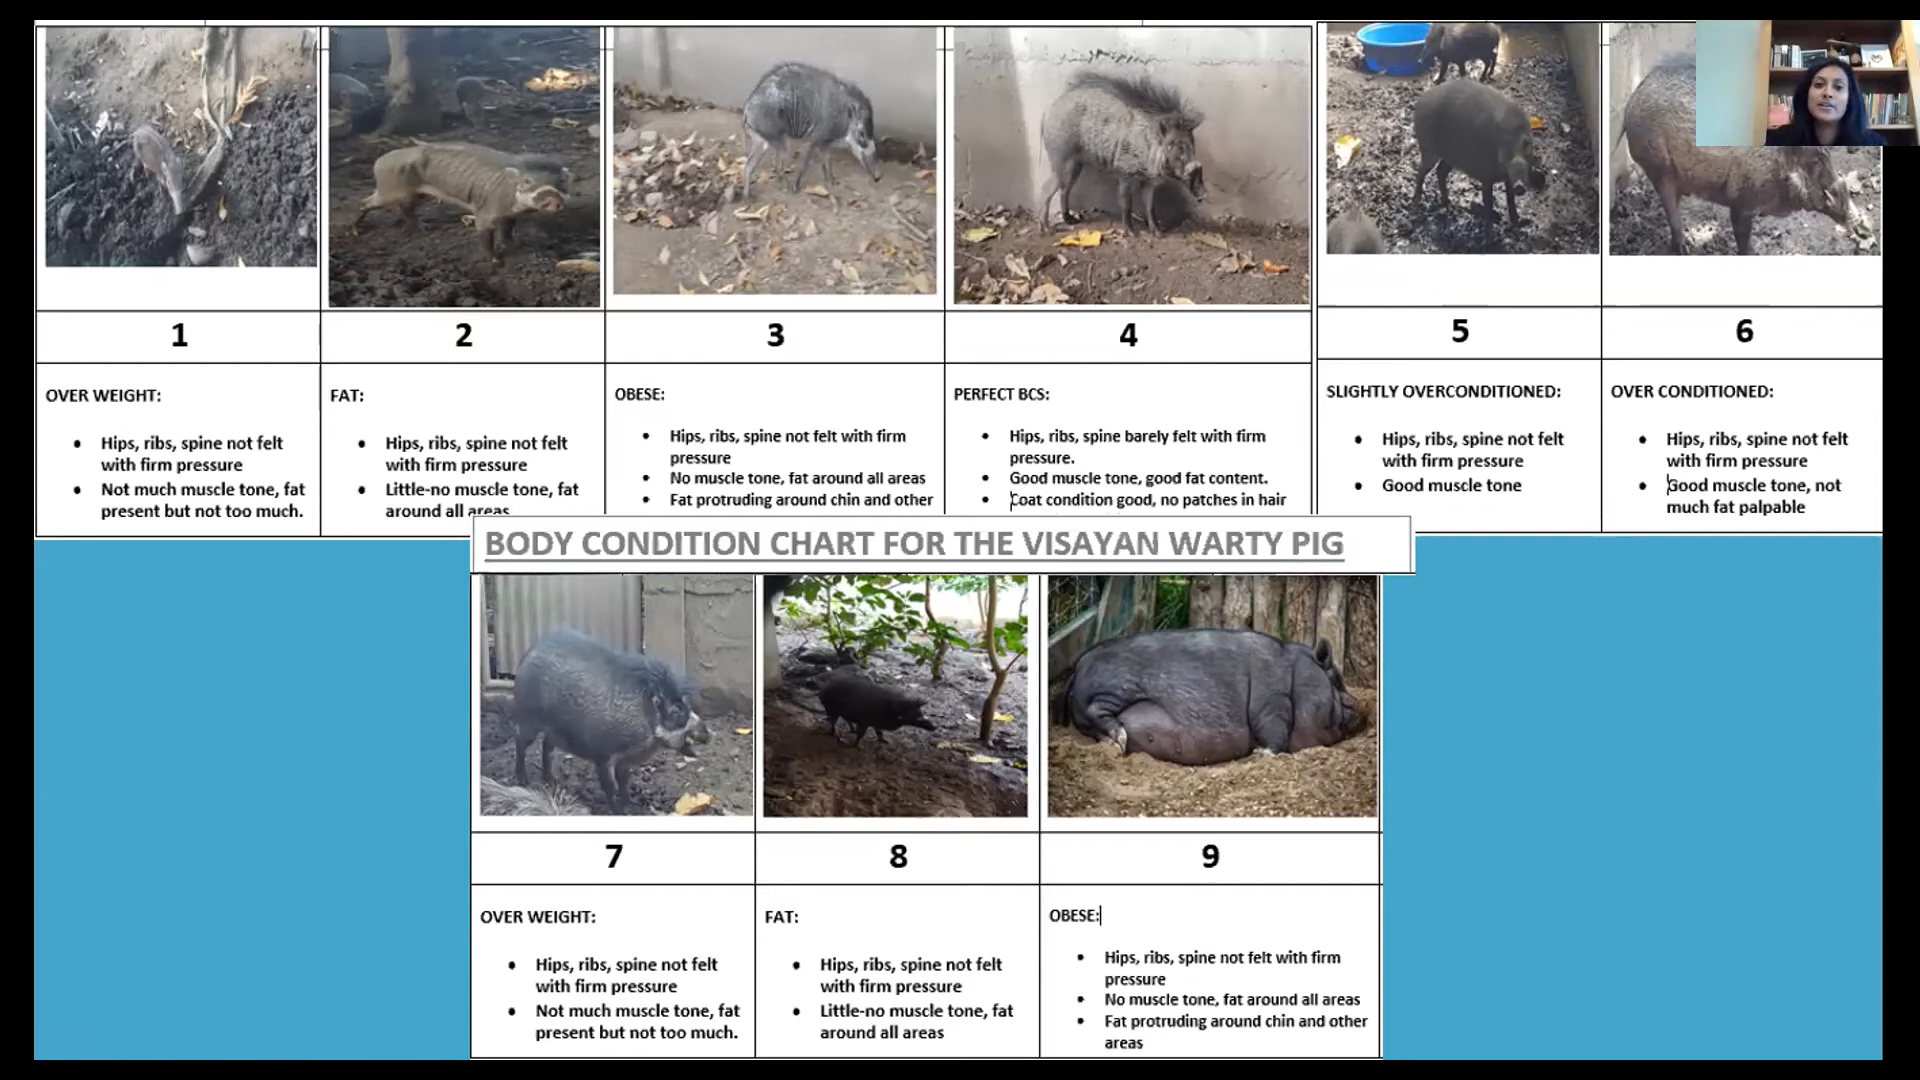 1
OVER WEIGHT:
• Hips, ribs, spine not felt
with firm pressure
• Not much muscle tone, fat
present but not too much.
2
FAT:
• Hips, ribs, spine not felt
with firm pressure
• Little-no muscle tone, fat
around all areas
3
OBESE:
• Hips, ribs, spine not felt with firm
pressure
• No muscle tone, fat around all areas
• Fat protruding around chin and other
4
PERFECT BCS:
• Hips, ribs, spine barely felt with firm
pressure.
• Good muscle tone, good fat content.
• Coat condition good, no patches in hair
5
SLIGHTLY OVERCONDITIONED:
• Hips, ribs, spine not felt
with firm pressure
• Good muscle tone
6
OVER CONDITIONED:
• Hips, ribs, spine not felt
with firm pressure
• Good muscle tone, not
much fat palpable
BODY CONDITION CHART FOR THE VISAYAN WARTY PIG
7
OVER WEIGHT:
• Hips, ribs, spine not felt
with firm pressure
• Not much muscle tone, fat
present but not too much.
8
FAT:
• Hips, ribs, spine not felt
with firm pressure
• Little-no muscle tone, fat
around all areas
9
OBESE:
• Hips, ribs, spine not felt with firm
pressure
• No muscle tone, fat around all areas
• Fat protruding around chin and other
areas